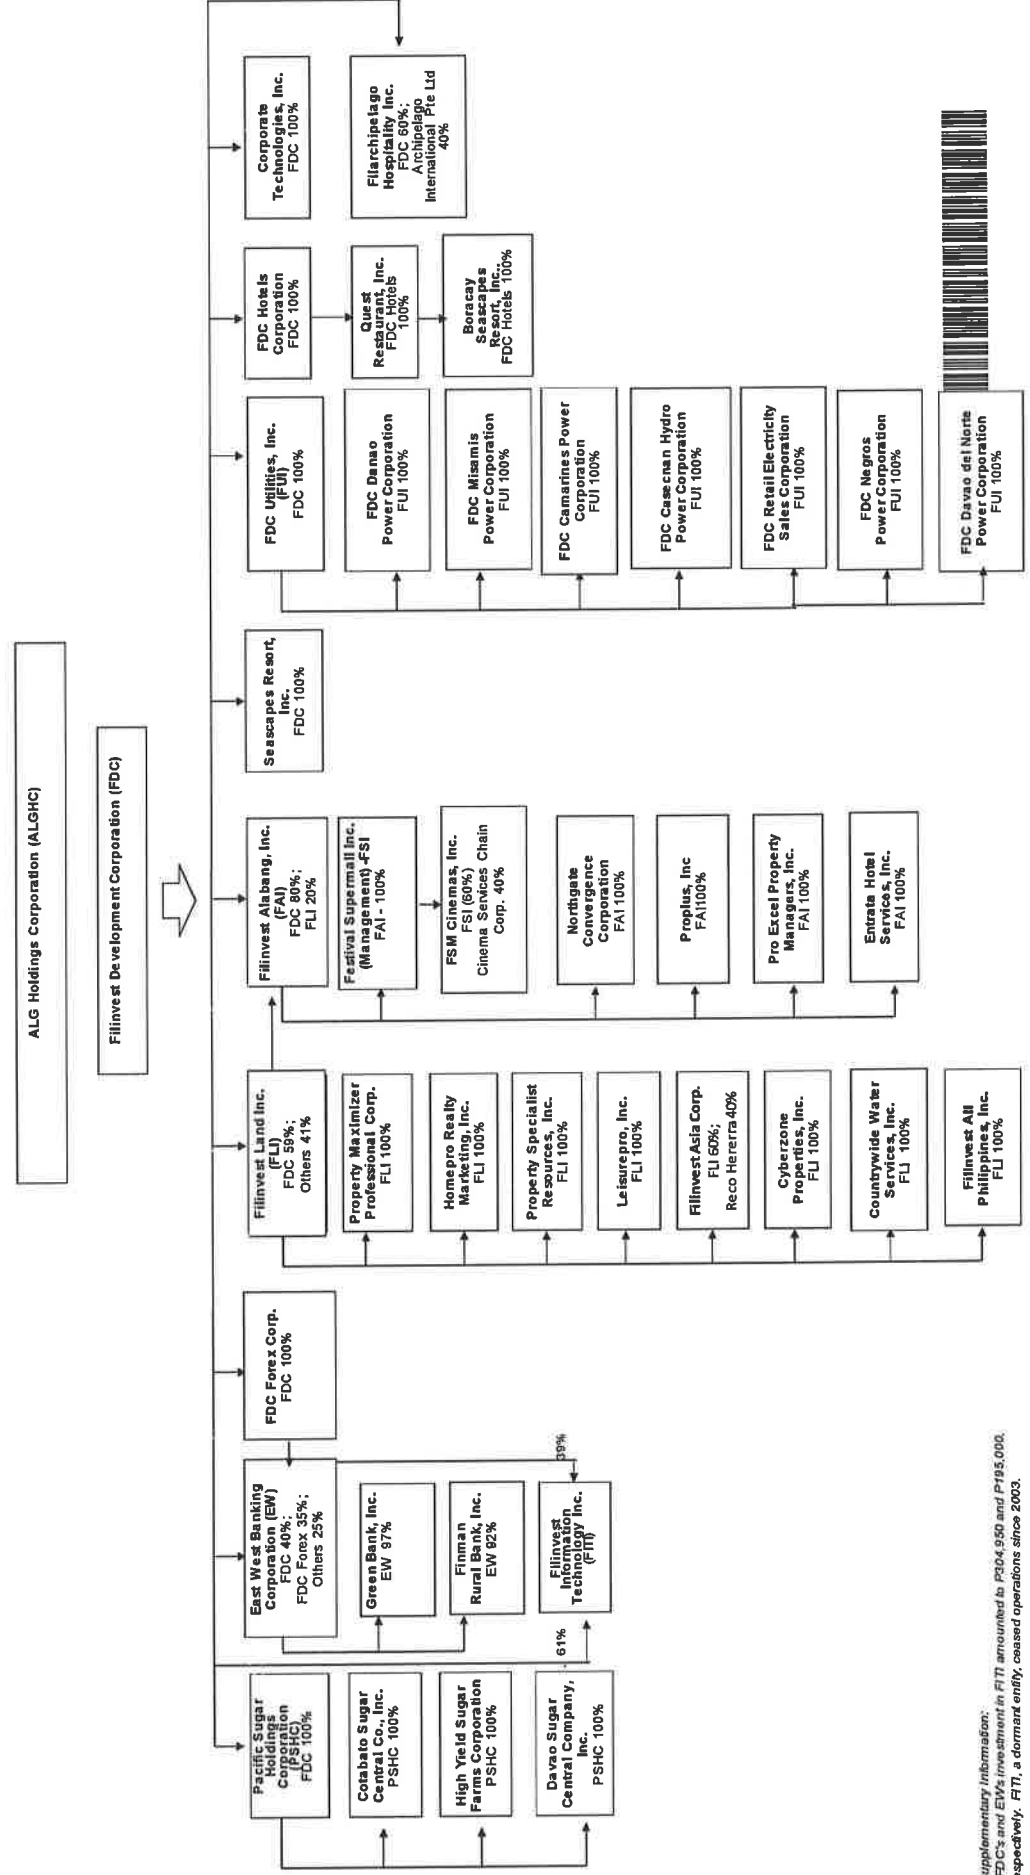 ALG Holdings Corporation (ALGHC)
Filinvest Development Corporation (FDC)
Pacific Sugar
Holdings
Corporation
(PSHC)
FDC 100%
Cotabato Sugar
Central Co., Inc.
PSHC 100%
High Yield Sugar
Farms Corporation
PSHC 100%
Davao Sugar
Central Company,
Inc.
PSHC 100%
East West Banking
Corporation (EW)
FDC 40%;
FDC Forex 35%;
Others 25%
Green Bank, Inc.
EW 97%
Finman
Rural Bank, Inc.
EW 92%
61%
Filinvest
Information
Technology Inc.
(FITI)
39%
FDC Forex Corp.
FDC 100%
Filinvest Land Inc.
(FLI)
FDC 59%;
Others 41%
Property Maximizer
Professional Corp.
FLI 100%
Homepro Realty
Marketing, Inc.
FLI 100%
Property Specialist
Resources, Inc.
FLI 100%
Leisurepro, Inc.
FLI 100%
Filinvest Asia Corp.
FLI 60%;
Reco Hererra 40%
Cyberzone
Properties, Inc.
FLI 100%
Countrywide Water
Services, Inc.
FLI 100%
Filinvest All
Philippines, Inc.
FLI 100%
Filinvest Alabang, Inc.
(FAI)
FDC 80%;
FLI 20%
Festival Supermall Inc.
(Management) -FSI
FAI - 100%
FSM Cinemas, Inc.
FSI (60%)
Cinema Services Chain
Corp. 40%
Northgate
Convergence
Corporation
FAI 100%
Proplus, Inc
FAI100%
Pro Excel Property
Managers, Inc.
FAI 100%
Entrata Hotel
Services, Inc.
FAI 100%
Seascapes Resort,
Inc.
FDC 100%
FDC Utilities, Inc.
(FUI)
FDC 100%
FDC Danao
Power Corporation
FUI 100%
FDC Misamis
Power Corporation
FUI 100%
FDC Camarines Power
Corporation
FUI 100%
FDC Casecnan Hydro
Power Corporation
FUI 100%
FDC Retail Electricity
Sales Corporation
FUI 100%
FDC Negros
Power Corporation
FUI 100%
FDC Davao del Norte
Power Corporation
FUI 100%
FDC Hotels
Corporation
FDC 100%
Quest
Restaurant, Inc.
FDC Hotels
100%
Boracay
Seascapes
Resort, Inc..
FDC Hotels 100%
Corporate
Technologies, Inc.
FDC 100%
Filarchipelago
Hospitality Inc.
FDC 60%;
Archipelago
International Pte Ltd
40%
upplementary Information:
FDC's and EWs investment in FITI amounted to P304,950 and P195,000,
espectively. FITI, a dormant entity, ceased operations since 2003.